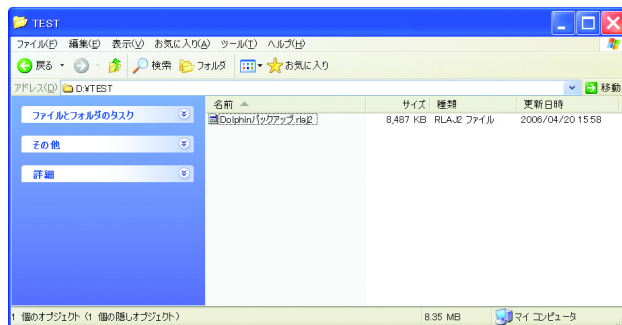 TEST
ファイル(F) 編集(E) 表示(V) お気に入り(A) ツール(T) ヘルプ(H)
戻る 検索 フォルダ お気に入り
アドレス(D) D:¥TEST 移動
名前 サイズ 種類 更新日時
ファイルとフォルダのタスク
Dolphinバックアップ.rlaj2 8,487 KB RLAJ2 ファイル 2006/04/20 15:58
その他
詳細
1 個のオブジェクト (1 個の隠しオブジェクト) 8.35 MB マイ コンピュータ